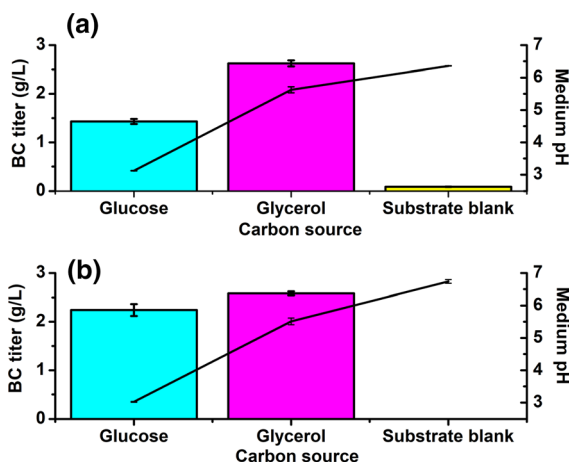 (a)
3
2
1
0
BC titer (g/L)
7
6
5
4
3
Medium pH
Glucose Glycerol Substrate blank
Carbon source
(b)
3
2
1
0
BC titer (g/L)
7
6
5
4
3
Medium pH
Glucose Glycerol Substrate blank
Carbon source